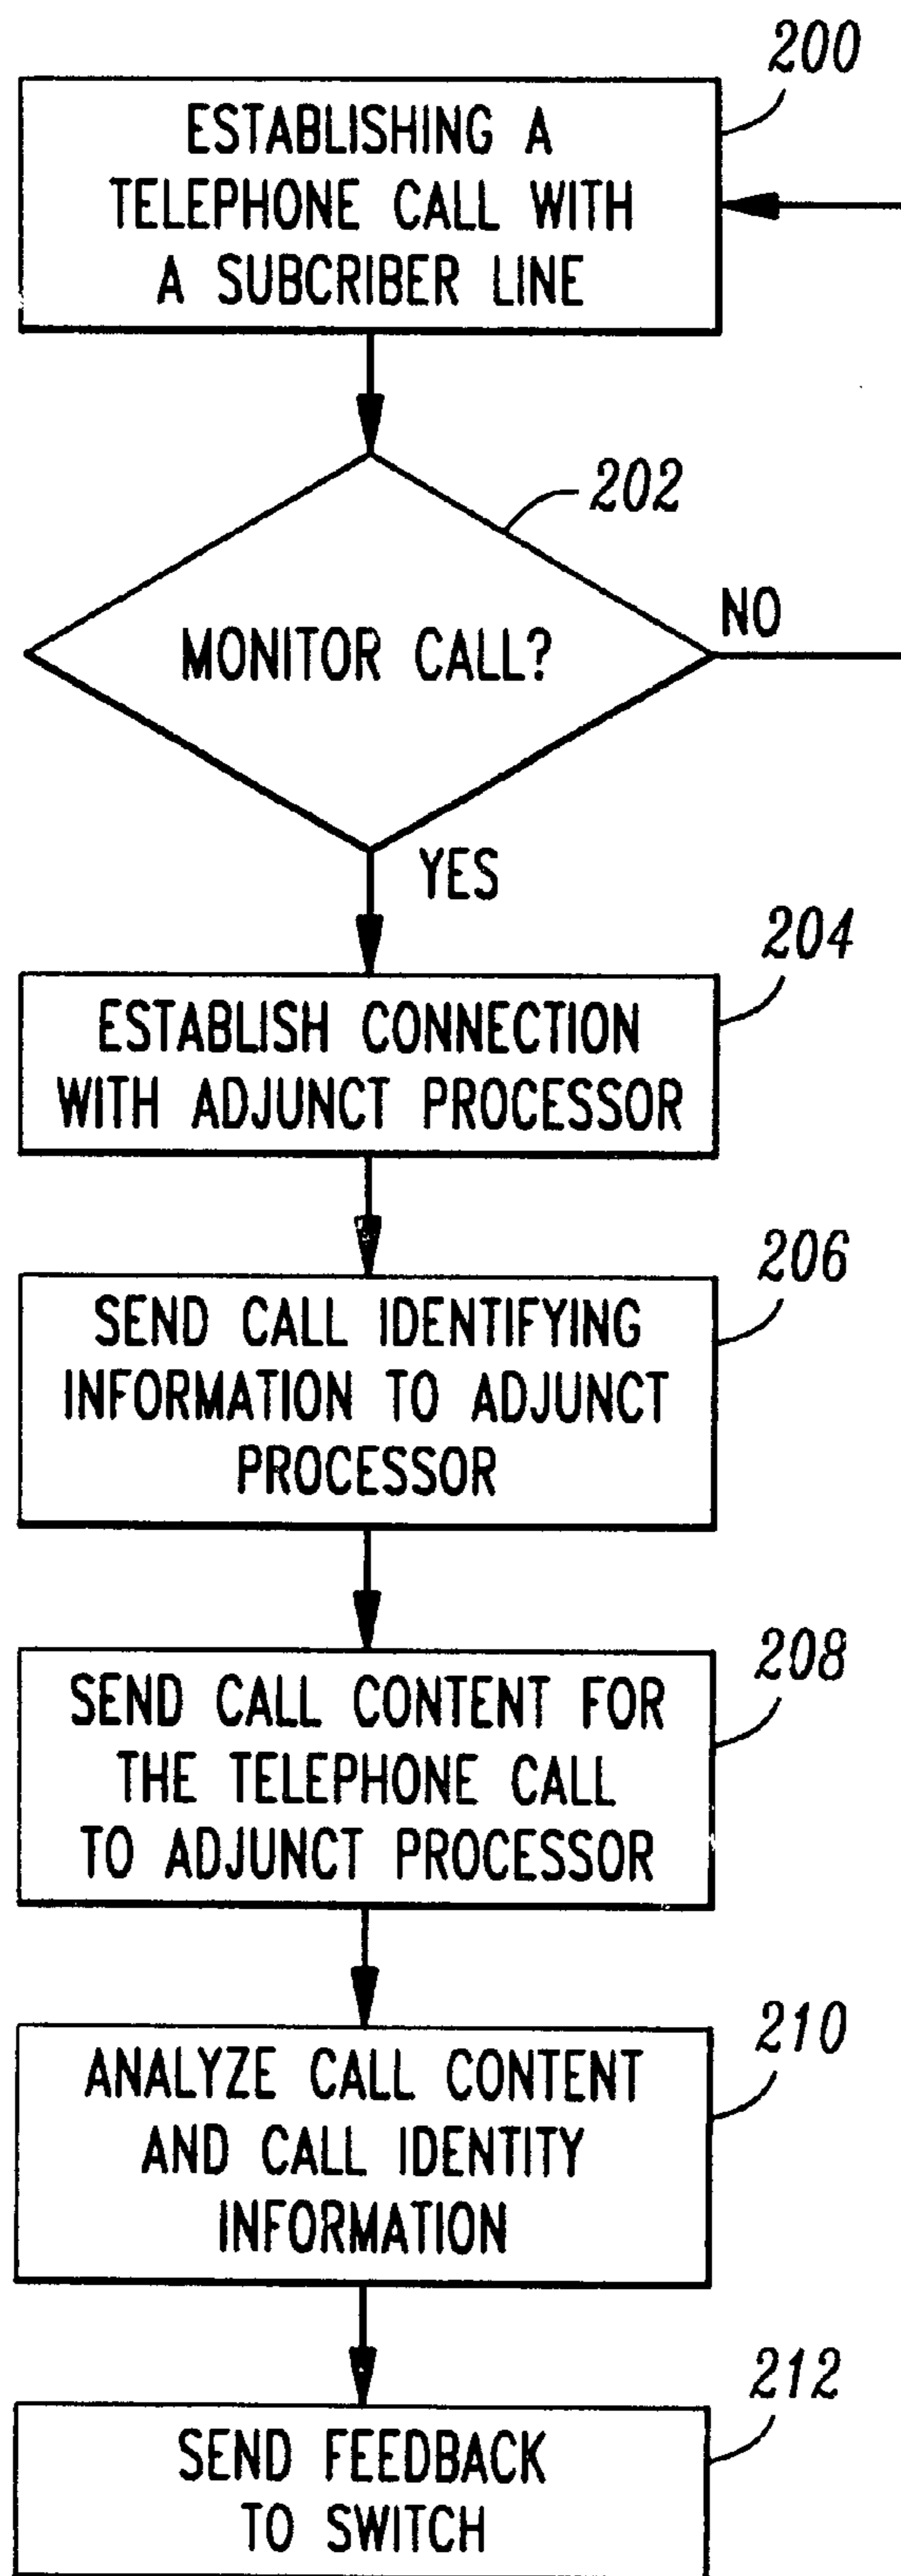 200
ESTABLISHING A
TELEPHONE CALL WITH
A SUBCRIBER LINE
202
MONITOR CALL?
NO
YES
204
ESTABLISH CONNECTION
WITH ADJUNCT PROCESSOR
206
SEND CALL IDENTIFYING
INFORMATION TO ADJUNCT
PROCESSOR
208
SEND CALL CONTENT FOR
THE TELEPHONE CALL
TO ADJUNCT PROCESSOR
210
ANALYZE CALL CONTENT
AND CALL IDENTITY
INFORMATION
212
SEND FEEDBACK
TO SWITCH